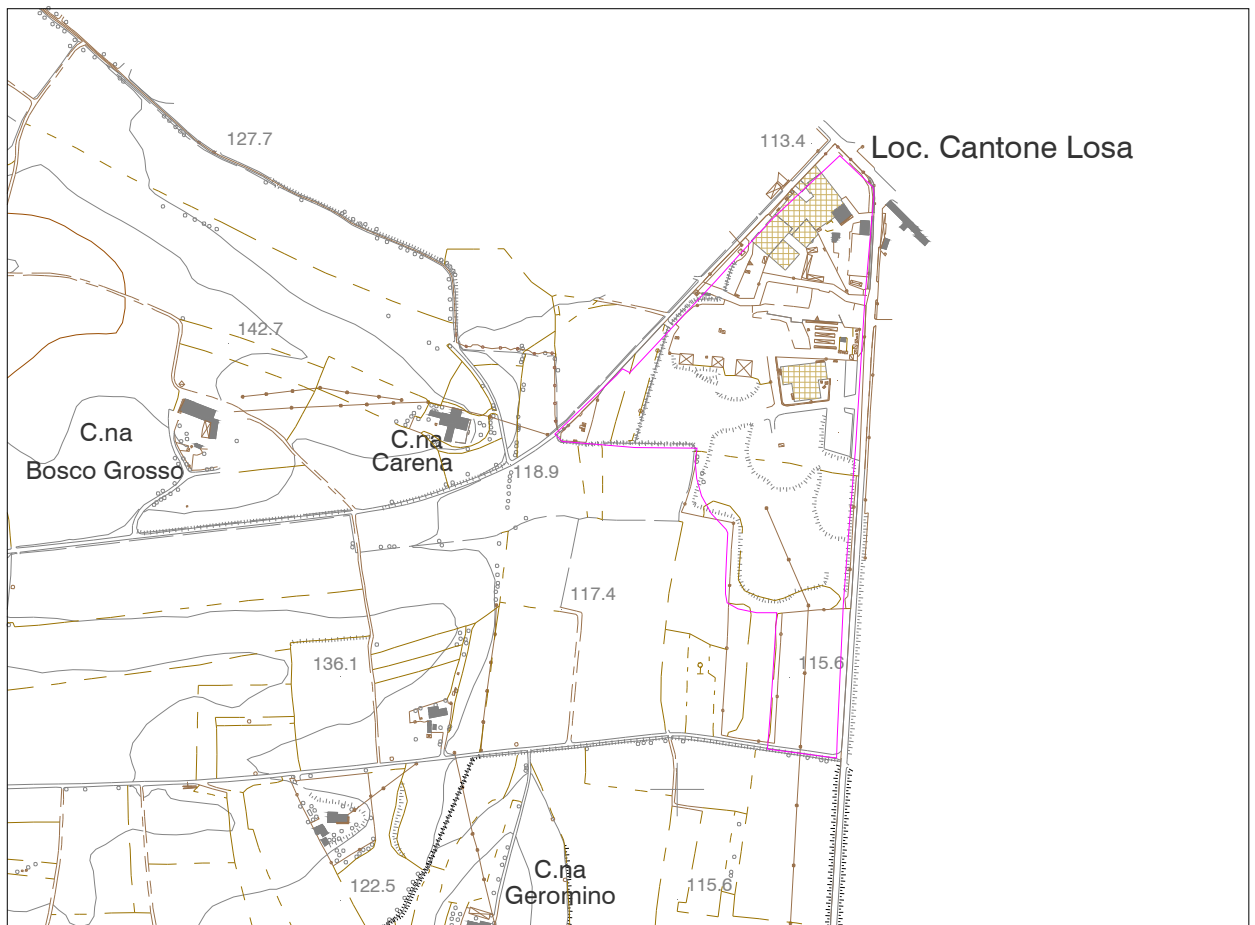 127.7
113.4
Loc. Cantone Losa
142.7
C.na
Bosco Grosso
C.na
Carena
118.9
117.4
136.1
115.6
C.na
Geromino
122.5
115.6